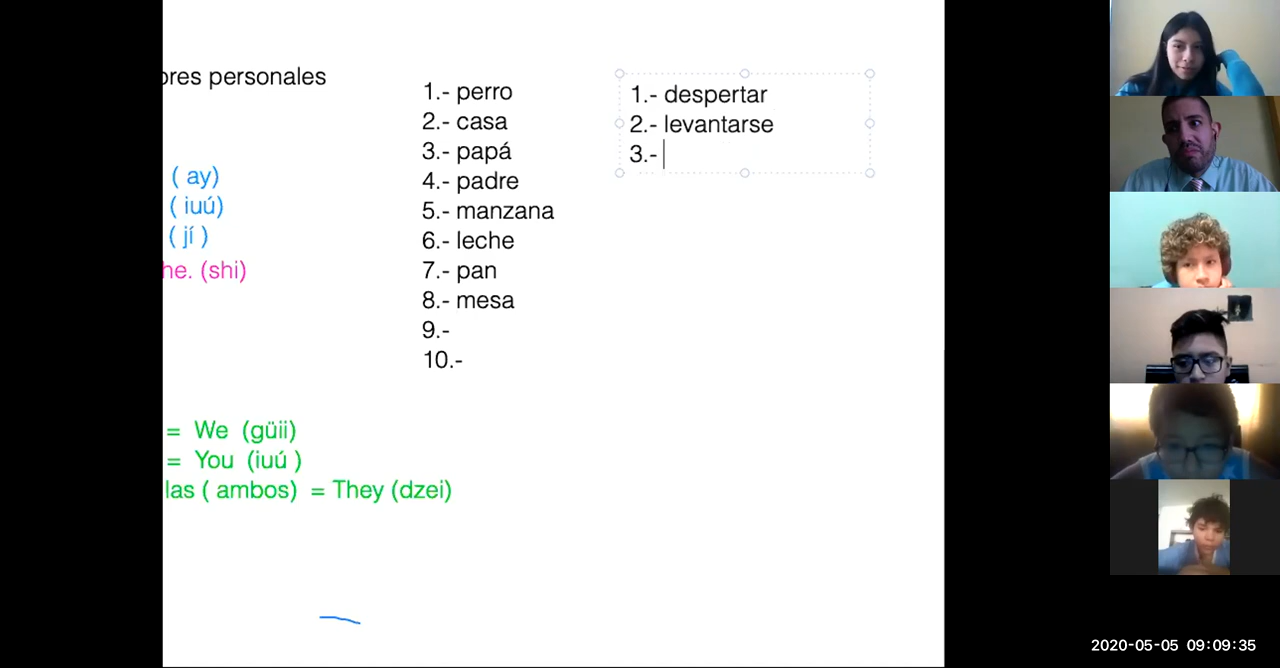 ores personales
( ay)
( iuú)
( jí )
he. (shi)
= We (güii)
= You (iuú )
las ( ambos) = They (dzei)
1.- perro
2.- casa
3.- papá
4.- padre
5.- manzana
6.- leche
7.- pan
8.- mesa
9.-
10.-
1.- despertar
2.- levantarse
3.-
2020-05-05 09:09:35